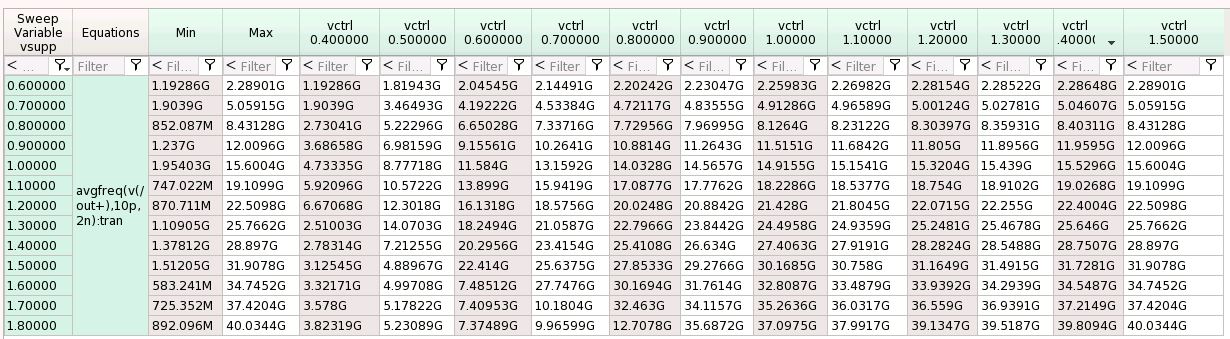 Sweep Variable vsupp Equations Min Max vctrl 0.400000 vctrl 0.500000 vctrl 0.600000 vctrl 0.700000 vctrl 0.800000 vctrl 0.900000 vctrl 1.00000 vctrl 1.10000 vctrl 1.20000 vctrl 1.30000 vctrl .40000 vctrl 1.50000
< ... Filter < Fil... < Filter < Filter < Fil... < Filter < Filter < Fi... < Filter < Fil... < Filter < Fil... < Fil... < Fi... < Filter
0.600000 1.19286G 2.28901G 1.19286G 1.81943G 2.04545G 2.14491G 2.20242G 2.23047G 2.25983G 2.26982G 2.28154G 2.28522G 2.28648G 2.28901G
0.700000 1.9039G 5.05915G 1.9039G 3.46493G 4.19222G 4.53384G 4.72117G 4.83555G 4.91286G 4.96589G 5.00124G 5.02781G 5.04607G 5.05915G
0.800000 852.087M 8.43128G 2.73041G 5.22296G 6.65028G 7.33716G 7.72956G 7.96995G 8.1264G 8.23122G 8.30397G 8.35931G 8.40311G 8.43128G
0.900000 1.237G 12.0096G 3.68658G 6.98159G 9.15561G 10.2641G 10.8814G 11.2643G 11.5151G 11.6842G 11.805G 11.8956G 11.9595G 12.0096G
1.00000 1.95403G 15.6004G 4.73335G 8.77718G 11.584G 13.1592G 14.0328G 14.5657G 14.9155G 15.1541G 15.3204G 15.439G 15.5296G 15.6004G
1.10000 avgfreq(v(/ 747.022M 19.1099G 5.92096G 10.5722G 13.899G 15.9419G 17.0877G 17.7762G 18.2286G 18.5377G 18.754G 18.9102G 19.0268G 19.1099G
1.20000 out+),10p, 870.711M 22.5098G 6.67068G 12.3018G 16.1318G 18.5756G 20.0248G 20.8842G 21.428G 21.8045G 22.0715G 22.255G 22.4004G 22.5098G
1.30000 2n):tran 1.10905G 25.7662G 2.51003G 14.0703G 18.2494G 21.0587G 22.7966G 23.8442G 24.4958G 24.9359G 25.2481G 25.4678G 25.646G 25.7662G
1.40000 1.37812G 28.897G 2.78314G 7.21255G 20.2956G 23.4154G 25.4108G 26.634G 27.4063G 27.9191G 28.2824G 28.5488G 28.7507G 28.897G
1.50000 1.51205G 31.9078G 3.12545G 4.88967G 22.414G 25.6375G 27.8533G 29.2766G 30.1685G 30.758G 31.1649G 31.4915G 31.7281G 31.9078G
1.60000 583.241M 34.7452G 3.32171G 4.99708G 7.48512G 27.7476G 30.1694G 31.7614G 32.8087G 33.4879G 33.9392G 34.2939G 34.5487G 34.7452G
1.70000 725.352M 37.4204G 3.578G 5.17822G 7.40953G 10.1804G 32.463G 34.1157G 35.2636G 36.0317G 36.559G 36.9391G 37.2149G 37.4204G
1.80000 892.096M 40.0344G 3.82319G 5.23089G 7.37489G 9.96599G 12.7078G 35.6872G 37.0975G 37.9917G 39.1347G 39.5187G 39.8094G 40.0344G